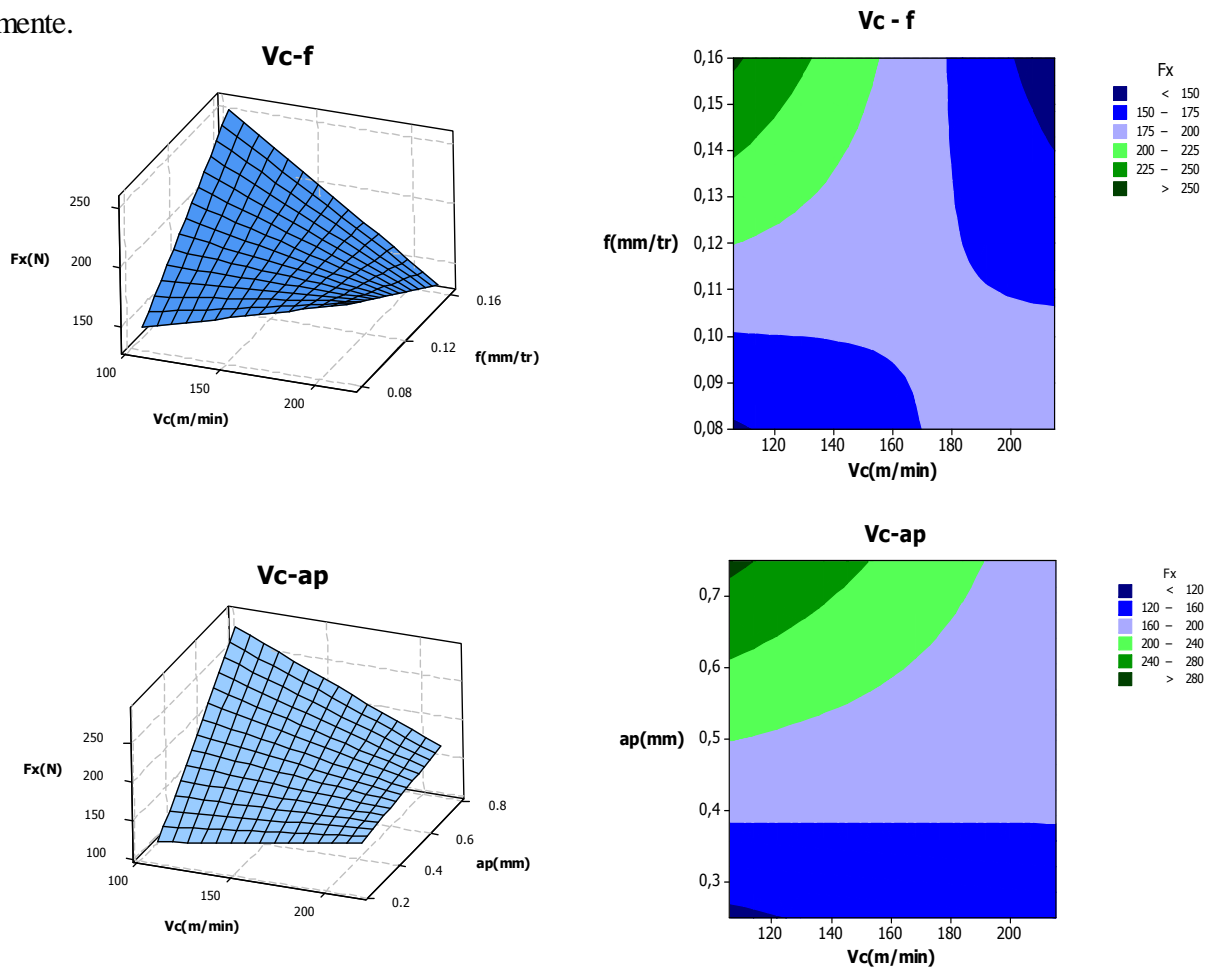 mente.
Vc-f
250
200
150
Fx(N)
100
150
200
Vc(m/min)
0.16
0.12
0.08
f(mm/tr)
Vc - f
0,16
0,15
0,14
0,13
0,12
0,11
0,10
0,09
0,08
f(mm/tr)
120 140 160 180 200
Vc(m/min)
Fx
< 150
150 – 175
175 – 200
200 – 225
225 – 250
> 250
Vc-ap
250
200
150
100
Fx(N)
100
150
200
Vc(m/min)
0.8
0.6
0.4
0.2
ap(mm)
Vc-ap
0,7
0,6
0,5
0,4
0,3
ap(mm)
120 140 160 180 200
Vc(m/min)
Fx
< 120
120 – 160
160 – 200
200 – 240
240 – 280
> 280